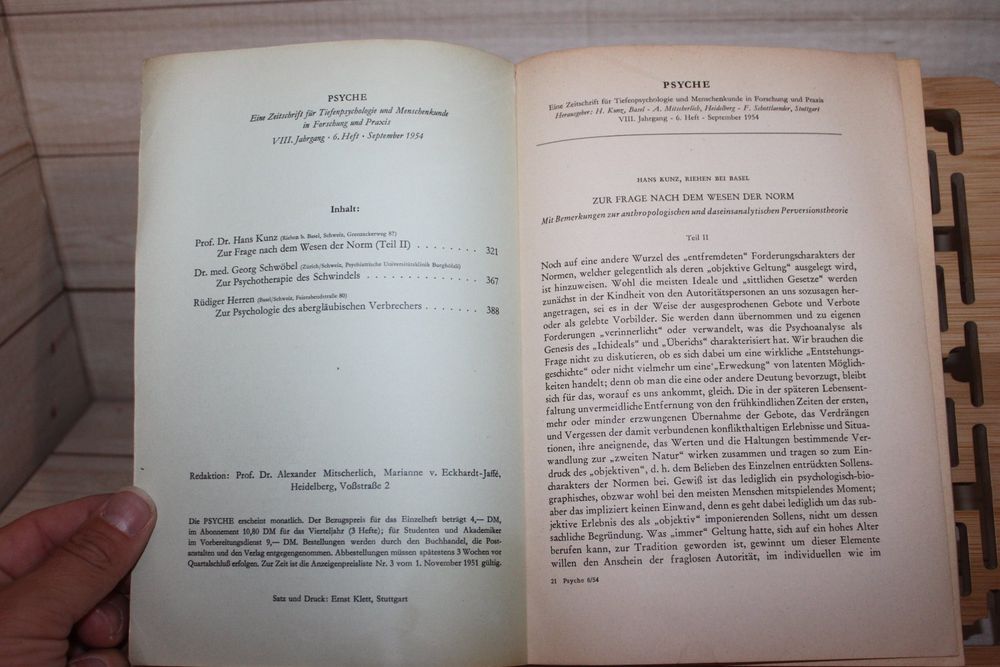 PSYCHE
Eine Zeitschrift für Tiefenpsychologie und Menschenkunde
in Forschung und Praxis
VIII. Jahrgang · 6. Heft · September 1954
Inhalt:
Prof. Dr. Hans Kunz (Riehen b. Basel, Schweiz, Grenzacherweg 87)
Zur Frage nach dem Wesen der Norm (Teil II) . . . . . . . . 321
Dr. med. Georg Schwöbel (Zürich/Schweiz, Psychiatrische Universitätsklinik Burghölzli)
Zur Psychotherapie des Schwindels . . . . . . . . . . . . . 367
Rüdiger Herren (Basel/Schweiz, Feierabendstraße 80)
Zur Psychologie des abergläubischen Verbrechers . . . . . . . 388
Redaktion: Prof. Dr. Alexander Mitscherlich, Marianne v. Eckhardt-Jaffé,
Heidelberg, Voßstraße 2
Die PSYCHE erscheint monatlich. Der Bezugspreis für das Einzelheft beträgt 4,— DM,
im Abonnement 10,80 DM für das Vierteljahr (3 Hefte); für Studenten und Akademiker
im Vorbereitungsdienst 9,— DM. Bestellungen werden durch den Buchhandel, die Post-
anstalten und den Verlag entgegengenommen. Abbestellungen müssen spätestens 3 Wochen vor
Quartalschluß erfolgen. Zur Zeit ist die Anzeigenpreisliste Nr. 3 vom 1. November 1951 gültig.
Satz und Druck: Ernst Klett, Stuttgart
PSYCHE
Eine Zeitschrift für Tiefenpsychologie und Menschenkunde in Forschung und Praxis
Herausgeber: H. Kunz, Basel - A. Mitscherlich, Heidelberg - F. Schottlaender, Stuttgart
VIII. Jahrgang - 6. Heft - September 1954
HANS KUNZ, RIEHEN BEI BASEL
ZUR FRAGE NACH DEM WESEN DER NORM
Mit Bemerkungen zur anthropologischen und daseinsanalytischen Perversionstheorie
Teil II
Noch auf eine andere Wurzel des „entfremdeten" Forderungscharakters der
Normen, welcher gelegentlich als deren „objektive Geltung" ausgelegt wird,
ist hinzuweisen. Wohl die meisten Ideale und „sittlichen Gesetze" werden
zunächst in der Kindheit von den Autoritätspersonen an uns sozusagen her-
angetragen, sei es in der Weise der ausgesprochenen Gebote und Verbote
oder als gelebte Vorbilder. Sie werden dann übernommen und zu eigenen
Forderungen „verinnerlicht" oder verwandelt, was die Psychoanalyse als
Genesis des „Ichideals" und „Überichs" charakterisiert hat. Wir brauchen die
Frage nicht zu diskutieren, ob es sich dabei um eine wirkliche „Entstehungs-
geschichte" oder nicht vielmehr um eine „Erweckung" von latenten Möglich-
keiten handelt; denn ob man die eine oder andere Deutung bevorzugt, bleibt
sich für das, worauf es uns ankommt, gleich. Die in der späteren Lebensent-
faltung unvermeidliche Entfernung von den frühkindlichen Zeiten der ersten,
mehr oder minder erzwungenen Übernahme der Gebote, das Verdrängen
und Vergessen der damit verbundenen konflikthaltigen Erlebnisse und Situa-
tionen, ihre aneignende, das Werten und die Haltungen bestimmende Ver-
wandlung zur „zweiten Natur" wirken zusammen und tragen so zum Ein-
druck des „objektiven", d. h. dem Belieben des Einzelnen entrückten Sollens-
charakters der Normen bei. Gewiß ist das lediglich ein psychologisch-bio-
graphisches, obzwar wohl bei den meisten Menschen mitspielendes Moment;
aber das impliziert keinen Einwand, denn es geht dabei lediglich um das sub-
jektive Erlebnis des als „objektiv" imponierenden Sollens, nicht um dessen
sachliche Begründung. Was „immer" Geltung hatte, sich auf ein hohes Alter
berufen kann, zur Tradition geworden ist, gewinnt um dieser Elemente
willen den Anschein der fraglosen Autorität, im individuellen wie im
21 Psyche 6/54